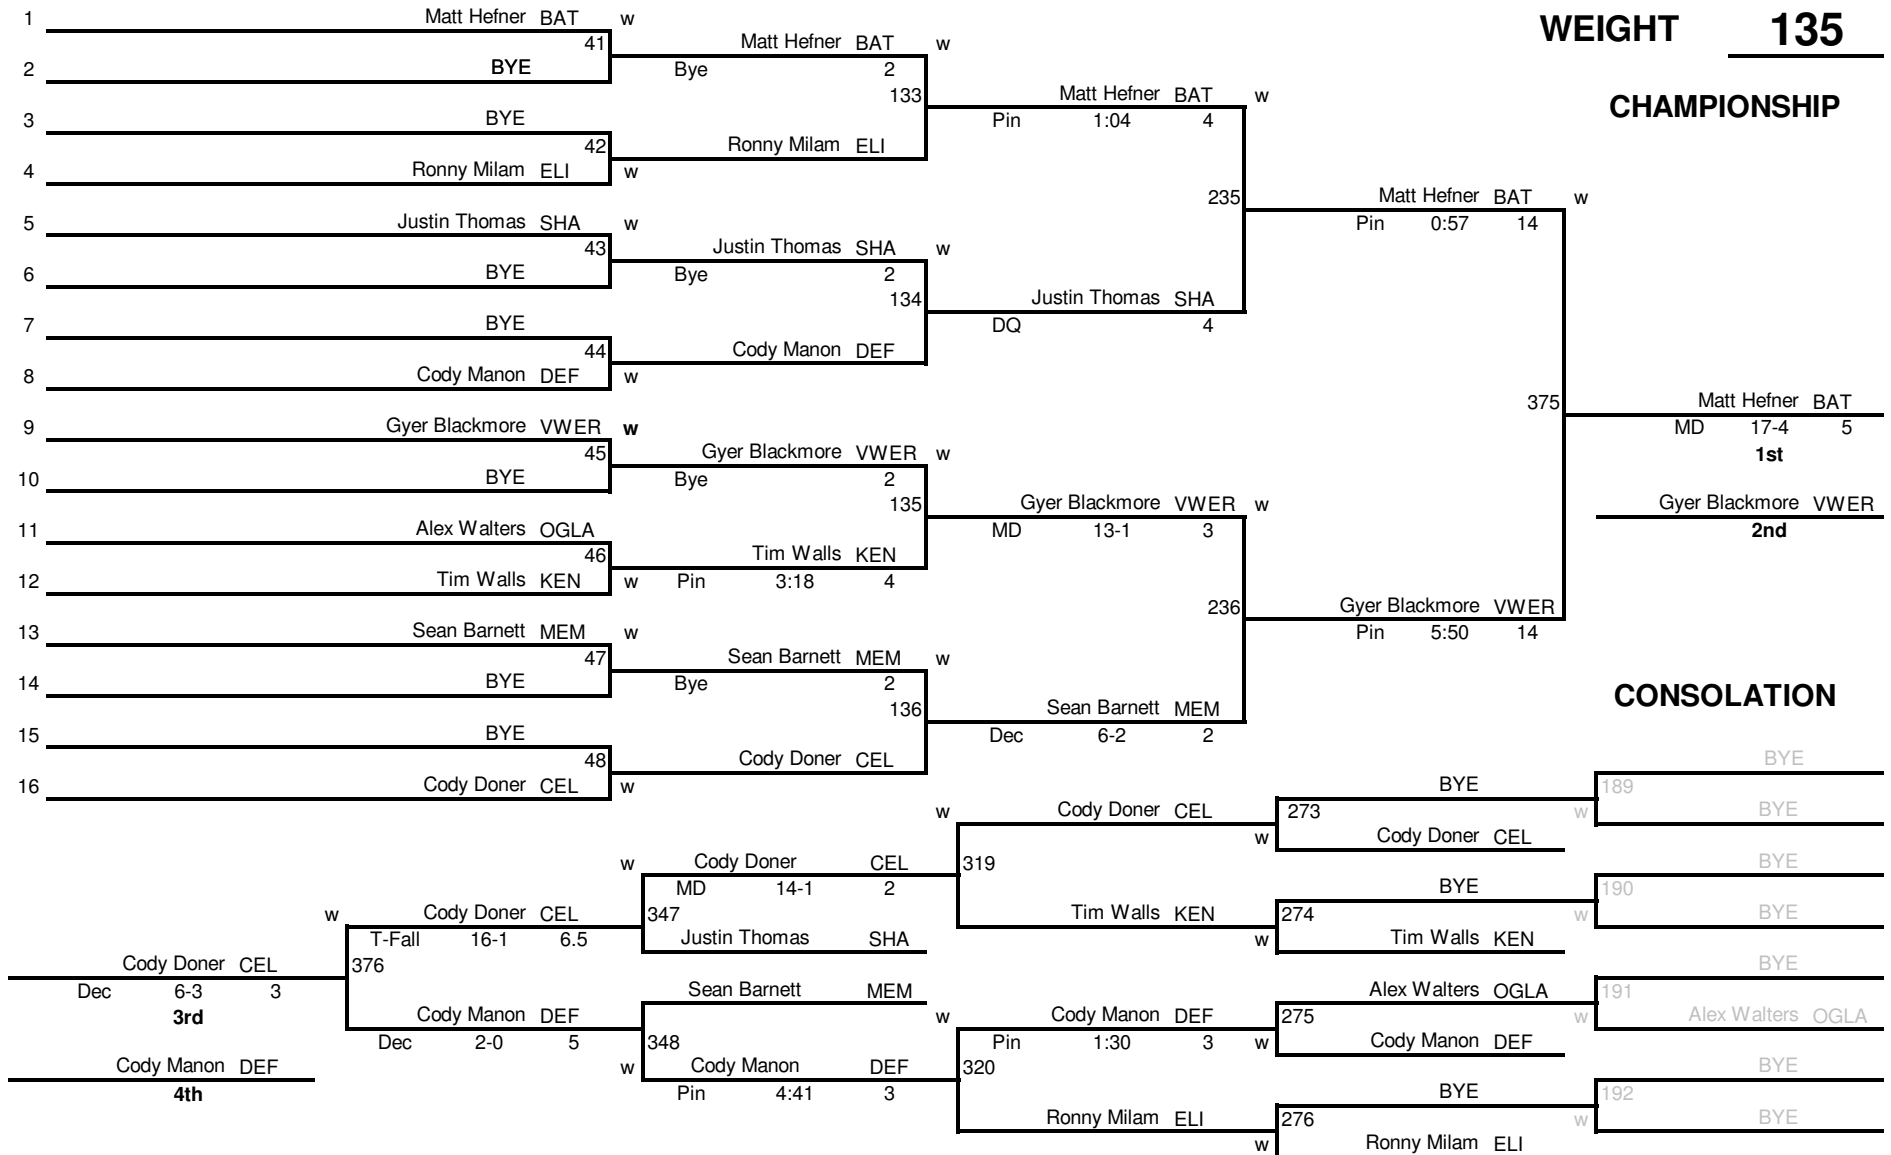 WEIGHT 135
CHAMPIONSHIP
1 Matt Hefner BAT w
41
2 BYE
Matt Hefner BAT w
Bye 2
133
3 BYE
42
4 Ronny Milam ELI w
Ronny Milam ELI
Matt Hefner BAT w
Pin 1:04 4
5 Justin Thomas SHA w
43
6 BYE
Justin Thomas SHA w
Bye 2
134
7 BYE
44
8 Cody Manon DEF w
Cody Manon DEF
Justin Thomas SHA
DQ 4
235
Matt Hefner BAT w
Pin 0:57 14
9 Gyer Blackmore VWER w
45
10 BYE
Gyer Blackmore VWER w
Bye 2
135
11 Alex Walters OGLA
46
12 Tim Walls KEN w
Tim Walls KEN
Pin 3:18 4
Gyer Blackmore VWER w
MD 13-1 3
13 Sean Barnett MEM w
47
14 BYE
Sean Barnett MEM w
Bye 2
136
15 BYE
48
16 Cody Doner CEL w
Cody Doner CEL
Sean Barnett MEM
Dec 6-2 2
236
Gyer Blackmore VWER
Pin 5:50 14
375
Matt Hefner BAT
MD 17-4 5
1st
Gyer Blackmore VWER
2nd
CONSOLATION
BYE
189
w BYE
BYE
273
w Cody Doner CEL
BYE
190
w BYE
BYE
274
w Tim Walls KEN
BYE
191
w Alex Walters OGLA
Alex Walters OGLA
275
w Cody Manon DEF
BYE
192
w BYE
BYE
276
w Ronny Milam ELI
w Cody Doner CEL
319
Tim Walls KEN
w Cody Manon DEF
Pin 1:30 3
320
Ronny Milam ELI
w Cody Doner CEL
MD 14-1 2
347
Justin Thomas SHA
Sean Barnett MEM
348
w Cody Manon DEF
Pin 4:41 3
w Cody Doner CEL
T-Fall 16-1 6.5
376
Cody Manon DEF
Dec 2-0 5
Cody Doner CEL
Dec 6-3 3
3rd
Cody Manon DEF
4th